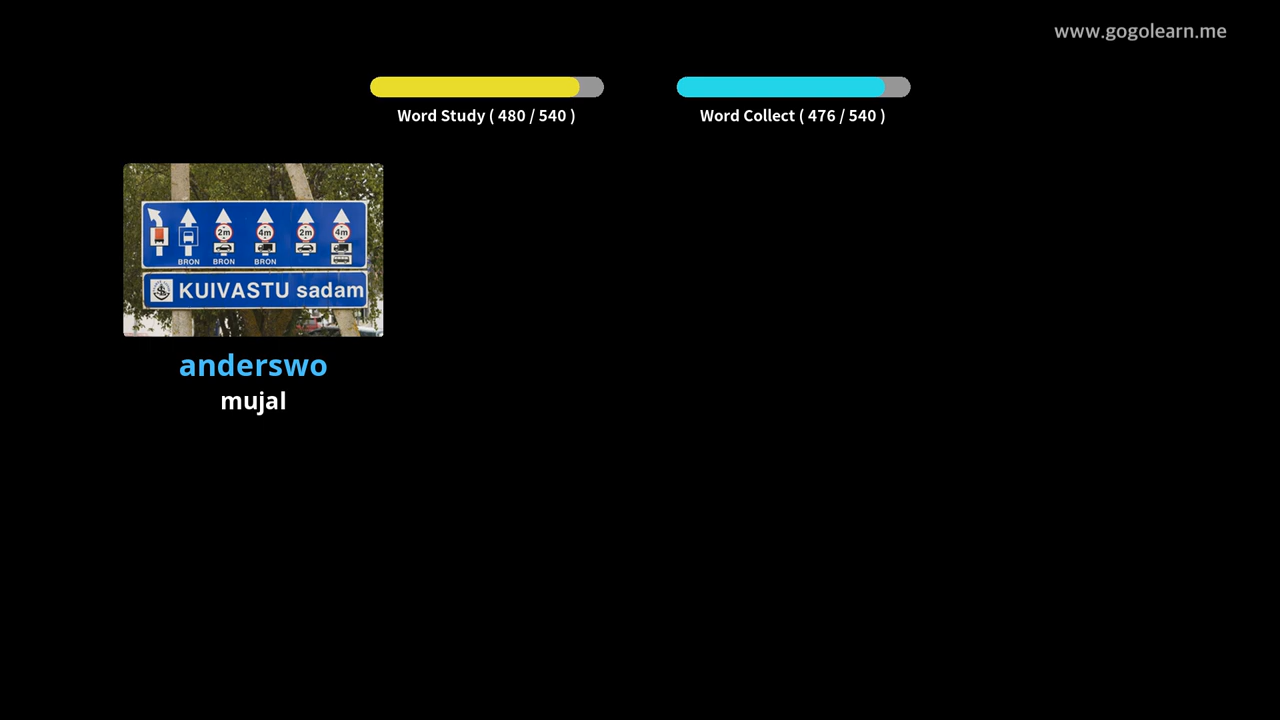 www.gogolearn.me
Word Study ( 480 / 540 )
Word Collect ( 476 / 540 )
2m 4m 2m 4m
BRON BRON BRON
KUIVASTU sadam
anderswo
mujal